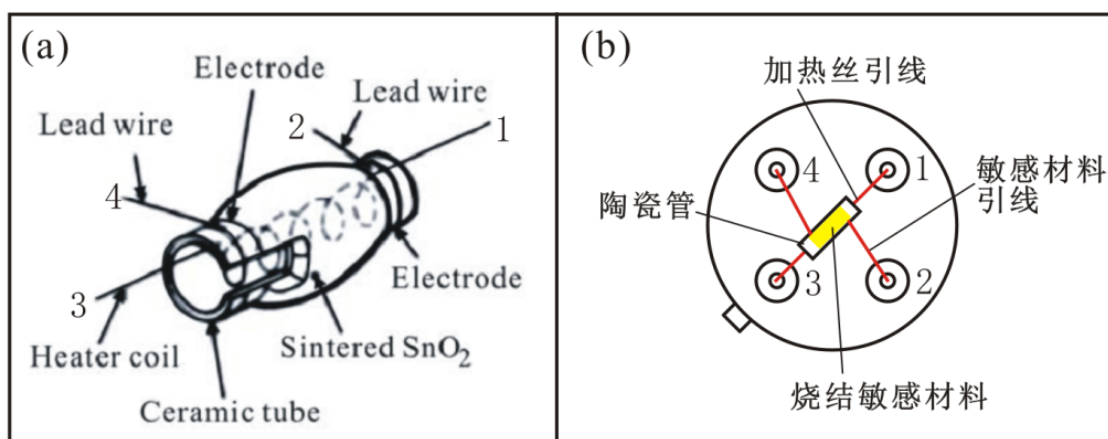 (a)
Electrode
Lead wire
Lead wire
2
1
4
3
Electrode
Heater coil
Sintered SnO₂
Ceramic tube
(b)
加热丝引线
4
1
敏感材料
引线
陶瓷管
3
2
烧结敏感材料